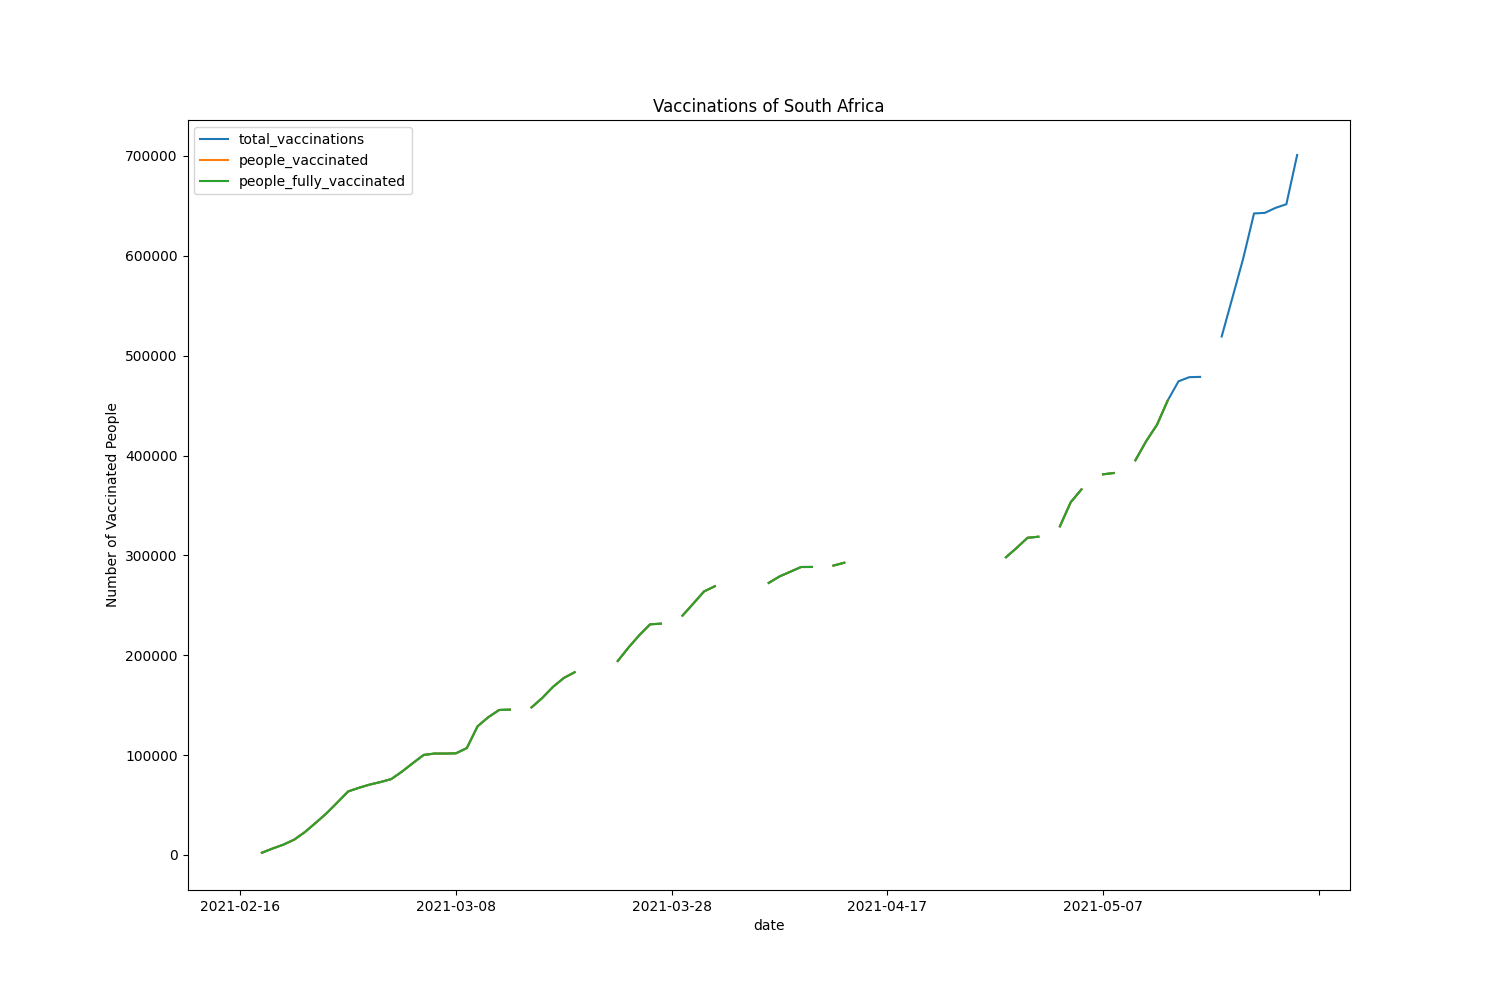 Vaccinations of South Africa
total_vaccinations
people_vaccinated
people_fully_vaccinated
700000
600000
500000
400000
300000
200000
100000
0
Number of Vaccinated People
2021-02-16 2021-03-08 2021-03-28 2021-04-17 2021-05-07
date